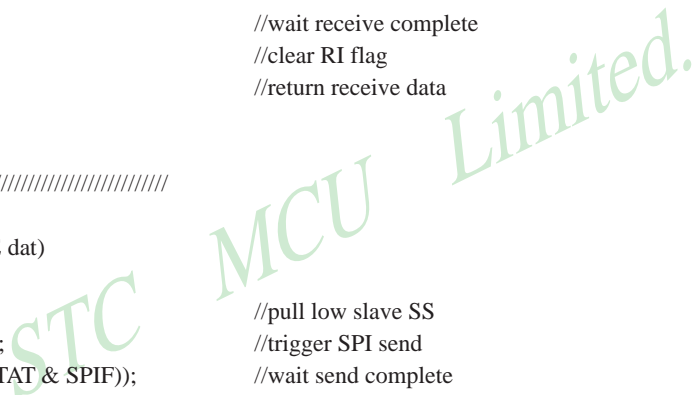 //wait receive complete
//clear RI flag
//return receive data
//////////////////////////
dat)
//pull low slave SS
; //trigger SPI send
TAT & SPIF)); //wait send complete
STC MCU Limited.